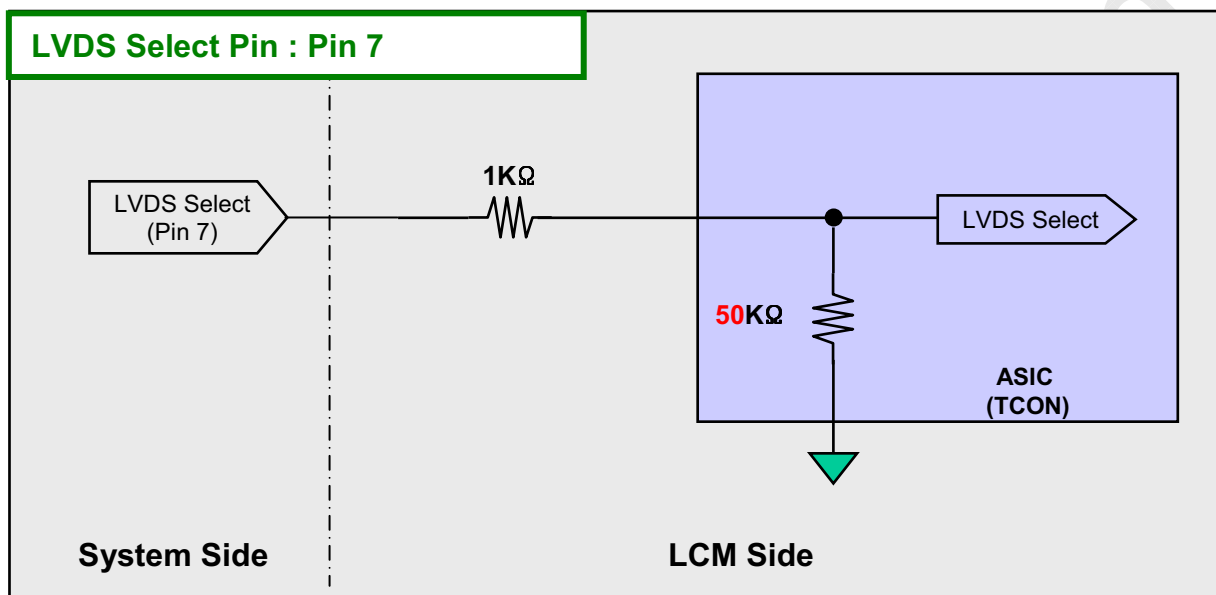 LVDS Select Pin : Pin 7
1KΩ
LVDS Select
(Pin 7)
LVDS Select
50KΩ
ASIC
(TCON)
System Side
LCM Side